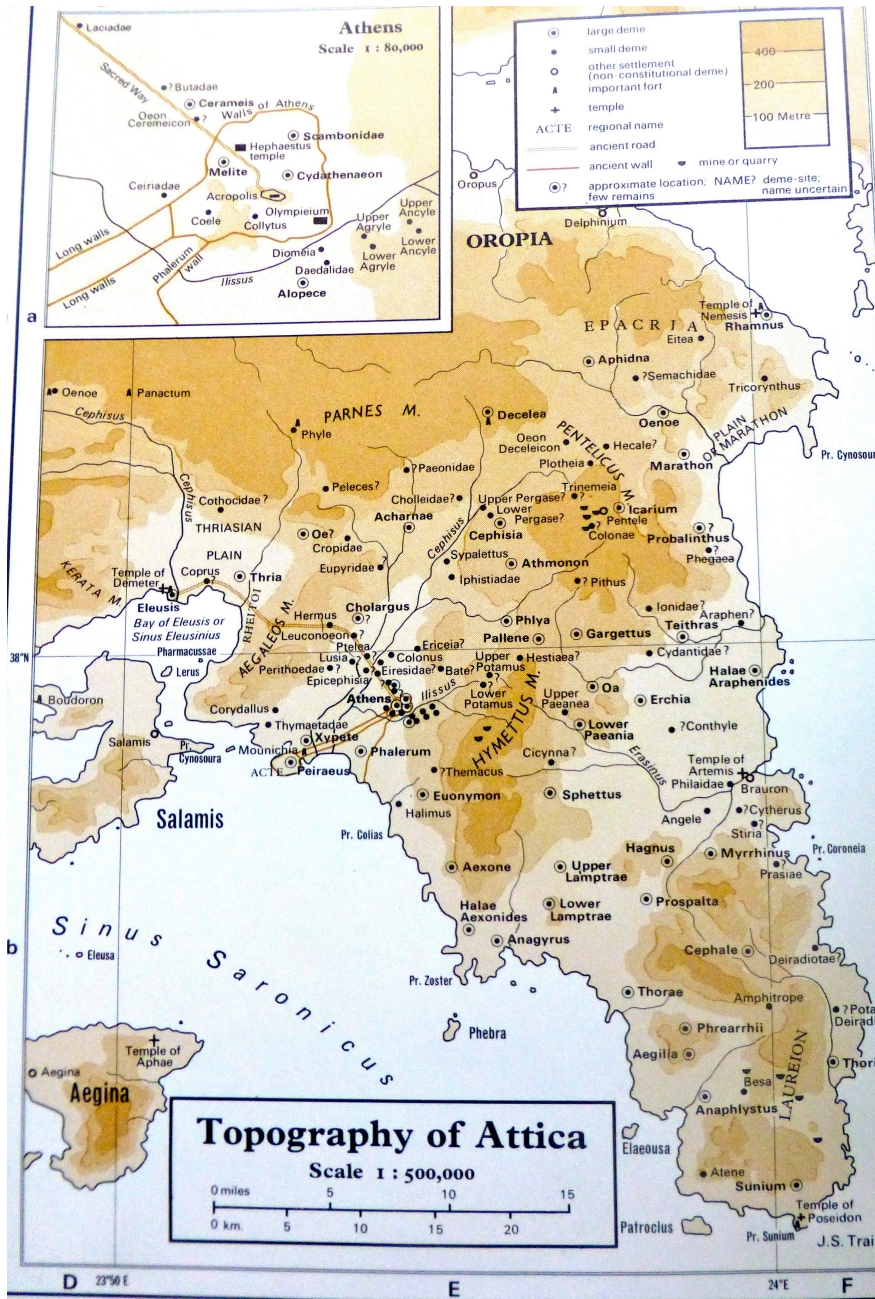 Athens
Scale 1 : 80,000
Laciadae
Sacred Way
? Butadae
Cerameis
Oeon
Ceremeicon ?
Walls of Athens
Scambonidae
Hephaestus
temple
Melite
Cydathenaeon
Ceiriadae
Acropolis
Coele
Collytus
Olympieium
Upper
Agryle
Upper
Ancyle
Lower
Agryle
Lower
Ancyle
Long walls
Long walls
Phalerum
wall
Ilissus
Diomeia
Daedalidae
Alopece
a
large deme
small deme
other settlement
(non-constitutional deme)
important fort
temple
ACTE regional name
ancient road
ancient wall
mine or quarry
? approximate location;
few remains
NAME? deme-site;
name uncertain
400
200
100 Metre
Oropus
Delphinium
OROPIA
EPACRIA
Temple of
Nemesis
Rhamnus
Eitea
Aphidna
? Semachidae
Tricorynthus
Oenoe
PLAIN
OF MARATHON
Marathon
Pr. Cynosoura
Oenoe
Panactum
Cephisus
PARNES M.
Phyle
Decelea
PENTELICUS M.
Oeon
Deceleicon
Hecale?
Plotheia
? Paeonidae
Peleces?
Cholleidae?
Trinemeia
Upper Pergase? ?
Lower
Pergase?
Icarium
Pentele
?
Colonae
Cephisia
Probalinthus
?
?
Phegaea
Cephisus
Cothocidae?
THRIASIAN
PLAIN
Acharnae
Oe?
Cropidae
Eupyridae ?
Cephisus
Sypalettus
Iphistiadae
Athmonon
? Pithus
KERATA M.
Temple of
Demeter
Coprus
?
Thria
Eleusis
Bay of Eleusis or
Sinus Eleusinius
RHEITOI
AEGALEOS M.
Cholargus
?
Hermus
Leuconoeon ?
Ptelea
?
Phlya
Pallene
Gargettus
Ionidae?
Araphen?
Teithras
38°N
Pharmacussae
Lerus
Lusia ?
Perithoedae ?
Epicephisia
?
Colonus
Ericeia?
Eiresidae?
Bate?
Upper
Potamus
?
Lower
Potamus
Hestiaea?
Cydantidae?
Halae
Araphenides
Boudoron
Corydallus
Thymaetadae
Athens
?
Ilissus
HYMETTUS M.
Oa
Upper
Paeanea
Lower
Paeania
Erchia
? Conthyle
Salamis
Pr.
Cynosoura
Xypete
Mounichia
ACTE
Peiraeus
Phalerum
Cicynna?
Erasinus
Temple of
Artemis
Philaidae
Brauron
? Themacus
Euonymon
Sphettus
Halimus
Angele
? Cytherus
?
Stiria
Salamis
Pr. Colias
Hagnus
Myrrhinus
Pr. Coroneia
?
Prasiae
Aexone
Upper
Lamptrae
Halae
Aexonides
Lower
Lamptrae
Prospalta
Anagyrus
Cephale
Deiradiotae?
b
Sinus
Saronicus
Eleusa
Pr. Zoster
Thorae
Amphitrope
? Pota
Deirad
Phebra
Phrearrhii
Aegilia
LAUREION
Thori
Besa
Anaphlystus
Temple of
Aphae
Aegina
Aegina
Elaeousa
Atene
Sunium
Temple of
Poseidon
Patroclus
Pr. Sunium
J.S. Trai
Topography of Attica
Scale 1 : 500,000
0 miles 5 10 15
0 km. 5 10 15 20
D 23°50 E E 24°E F